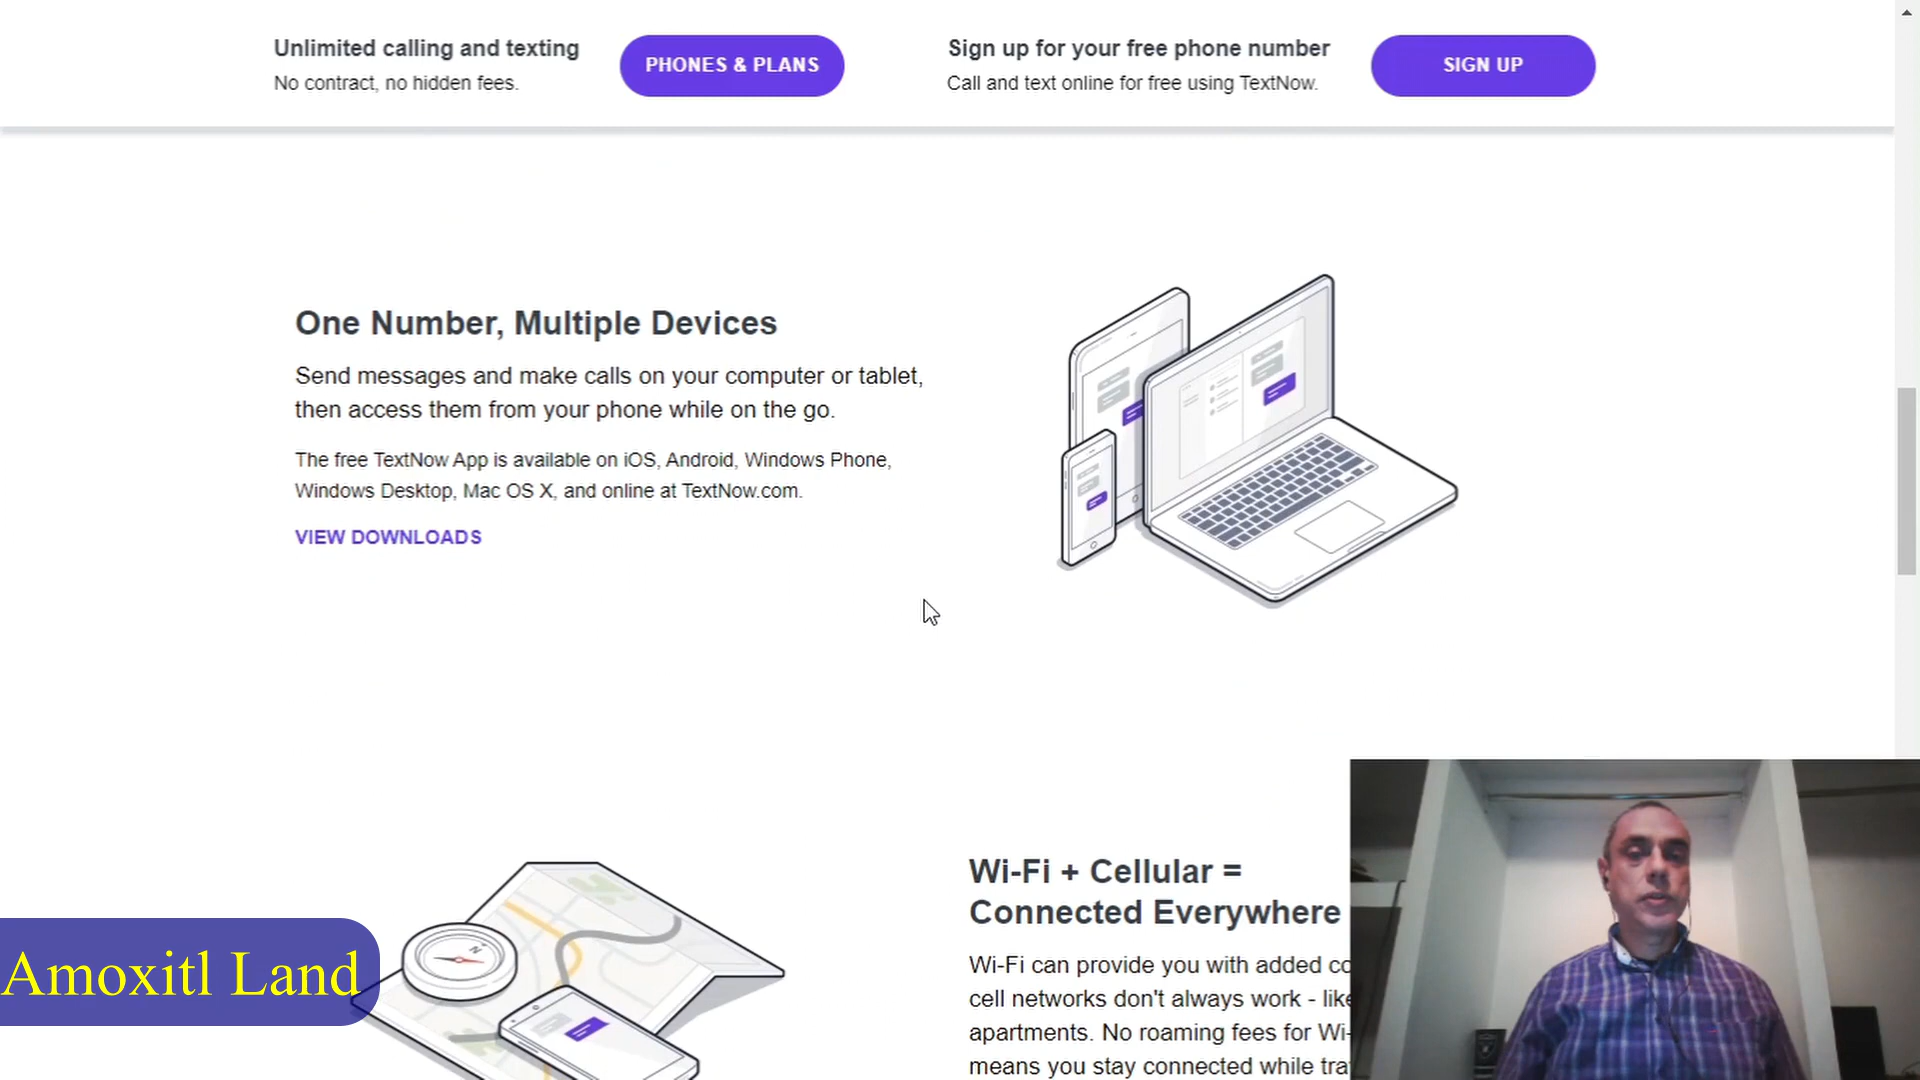 Unlimited calling and texting
No contract, no hidden fees.
PHONES & PLANS
Sign up for your free phone number
Call and text online for free using TextNow.
SIGN UP
One Number, Multiple Devices
Send messages and make calls on your computer or tablet,
then access them from your phone while on the go.
The free TextNow App is available on iOS, Android, Windows Phone,
Windows Desktop, Mac OS X, and online at TextNow.com.
VIEW DOWNLOADS
N
Wi-Fi + Cellular =
Connected Everywhere
Wi-Fi can provide you with added
cell networks don't always work -
apartments. No roaming fees for
means you stay connected while
Amoxitl Land